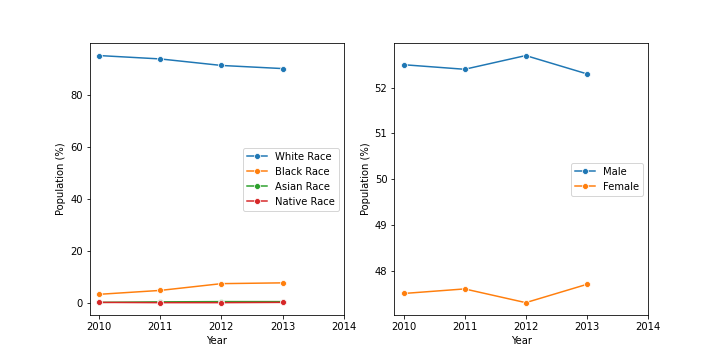 80
60
40
20
0
2010 2011 2012 2013 2014
Year
Population (%)
White Race
Black Race
Asian Race
Native Race
52
51
50
49
48
2010 2011 2012 2013 2014
Year
Population (%)
Male
Female